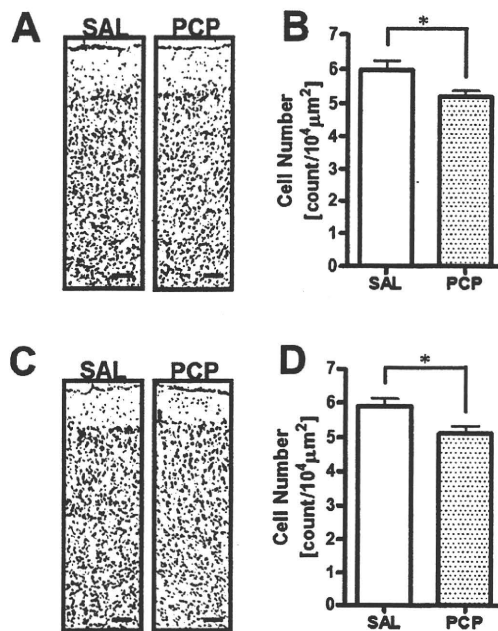 A
SAL PCP
B
*
Cell Number
[count/10⁴µm²]
7
6
5
4
3
2
1
0
SAL PCP
C
SAL PCP
D
*
Cell Number
[count/10⁴µm²]
7
6
5
4
3
2
1
0
SAL PCP